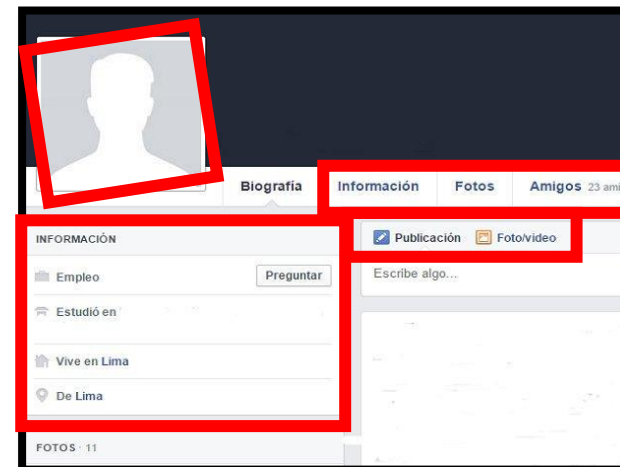 Biografía Información Fotos Amigos 23 ami
INFORMACIÓN
Empleo Preguntar
Estudió en
Vive en Lima
De Lima
FOTOS · 11
Publicación Foto/video
Escribe algo...